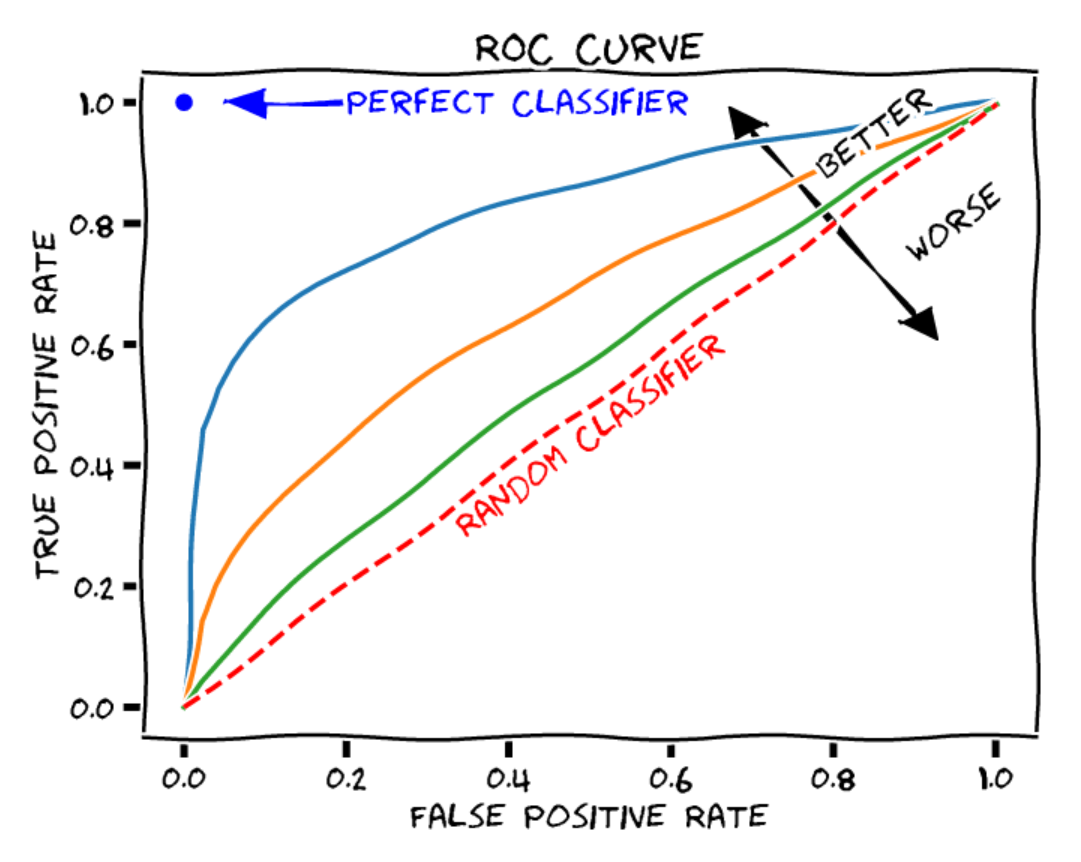 ROC CURVE
PERFECT CLASSIFIER
BETTER
WORSE
RANDOM CLASSIFIER
TRUE POSITIVE RATE
1.0
0.8
0.6
0.4
0.2
0.0
0.0 0.2 0.4 0.6 0.8 1.0
FALSE POSITIVE RATE